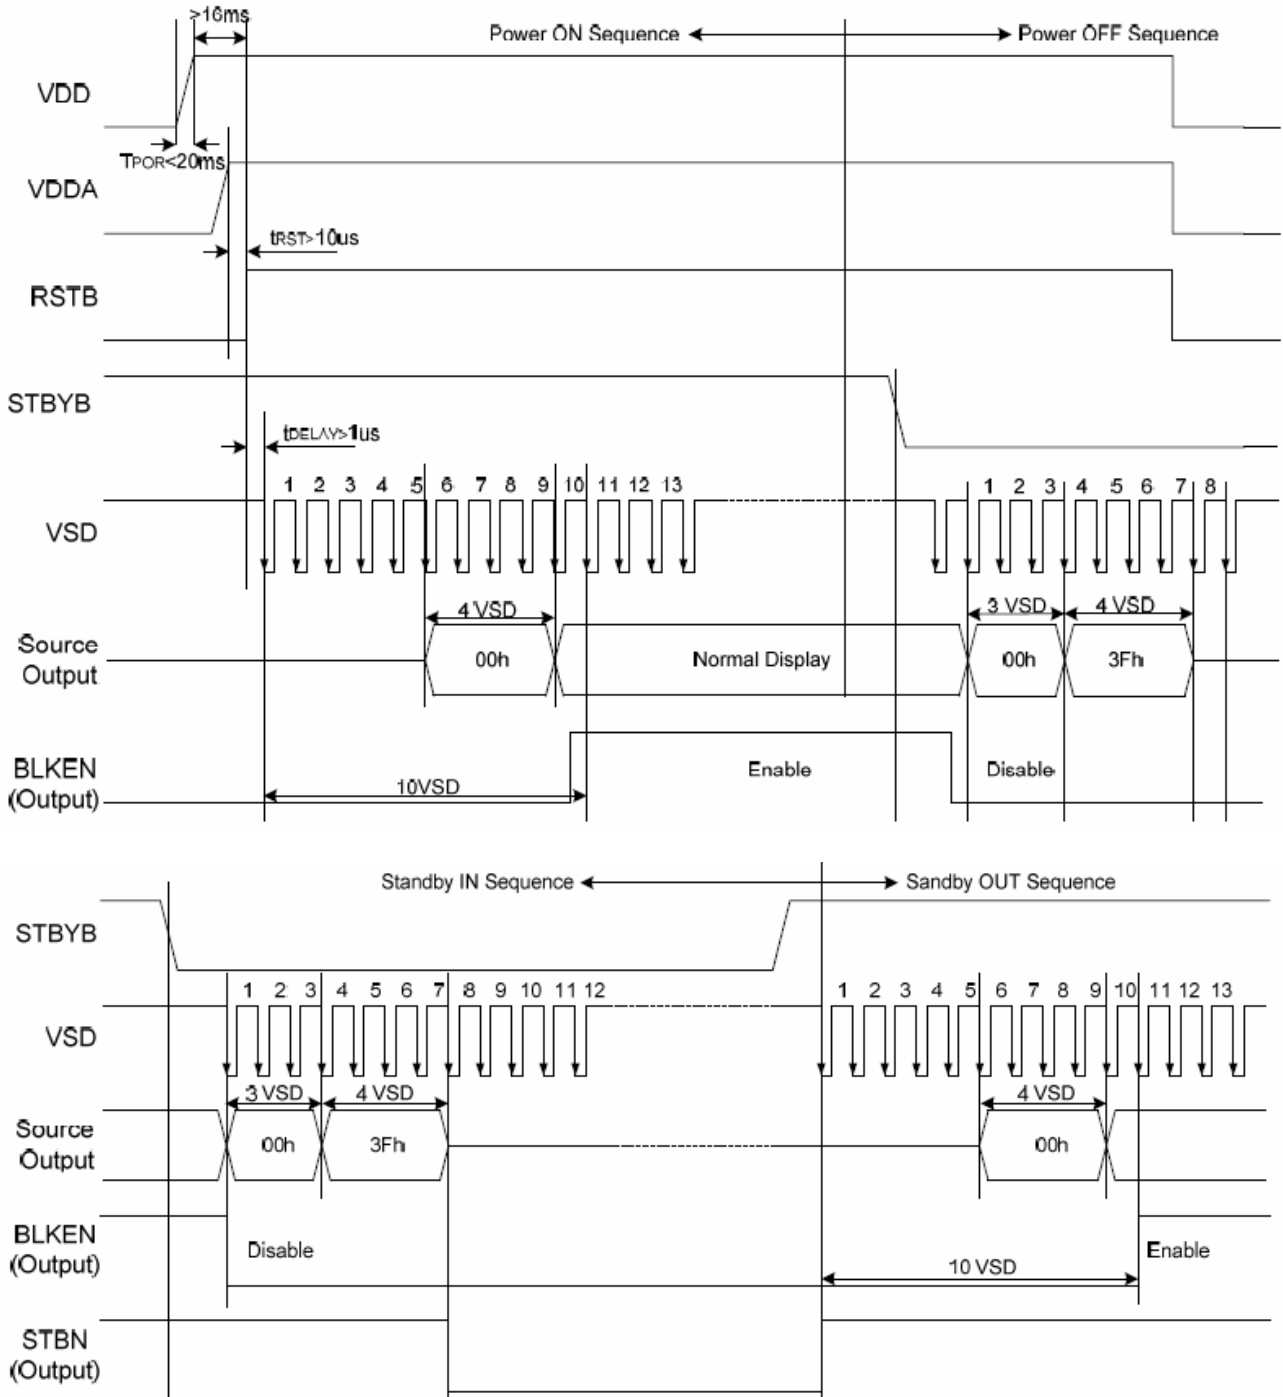 >16ms
Power ON Sequence
Power OFF Sequence
VDD
TPOR<20ms
VDDA
tRST>10us
RSTB
STBYB
tDELAY>1us
1 2 3 4 5 6 7 8 9 10 11 12 13
1 2 3 4 5 6 7 8
VSD
4 VSD
3 VSD
4 VSD
Source
Output
00h
Normal Display
00h
3Fh
BLKEN
(Output)
Enable
Disable
10VSD
Standby IN Sequence
Sandby OUT Sequence
STBYB
1 2 3 4 5 6 7 8 9 10 11 12
1 2 3 4 5 6 7 8 9 10 11 12 13
VSD
3 VSD
4 VSD
4 VSD
Source
Output
00h
3Fh
00h
BLKEN
(Output)
Disable
Enable
10 VSD
STBN
(Output)